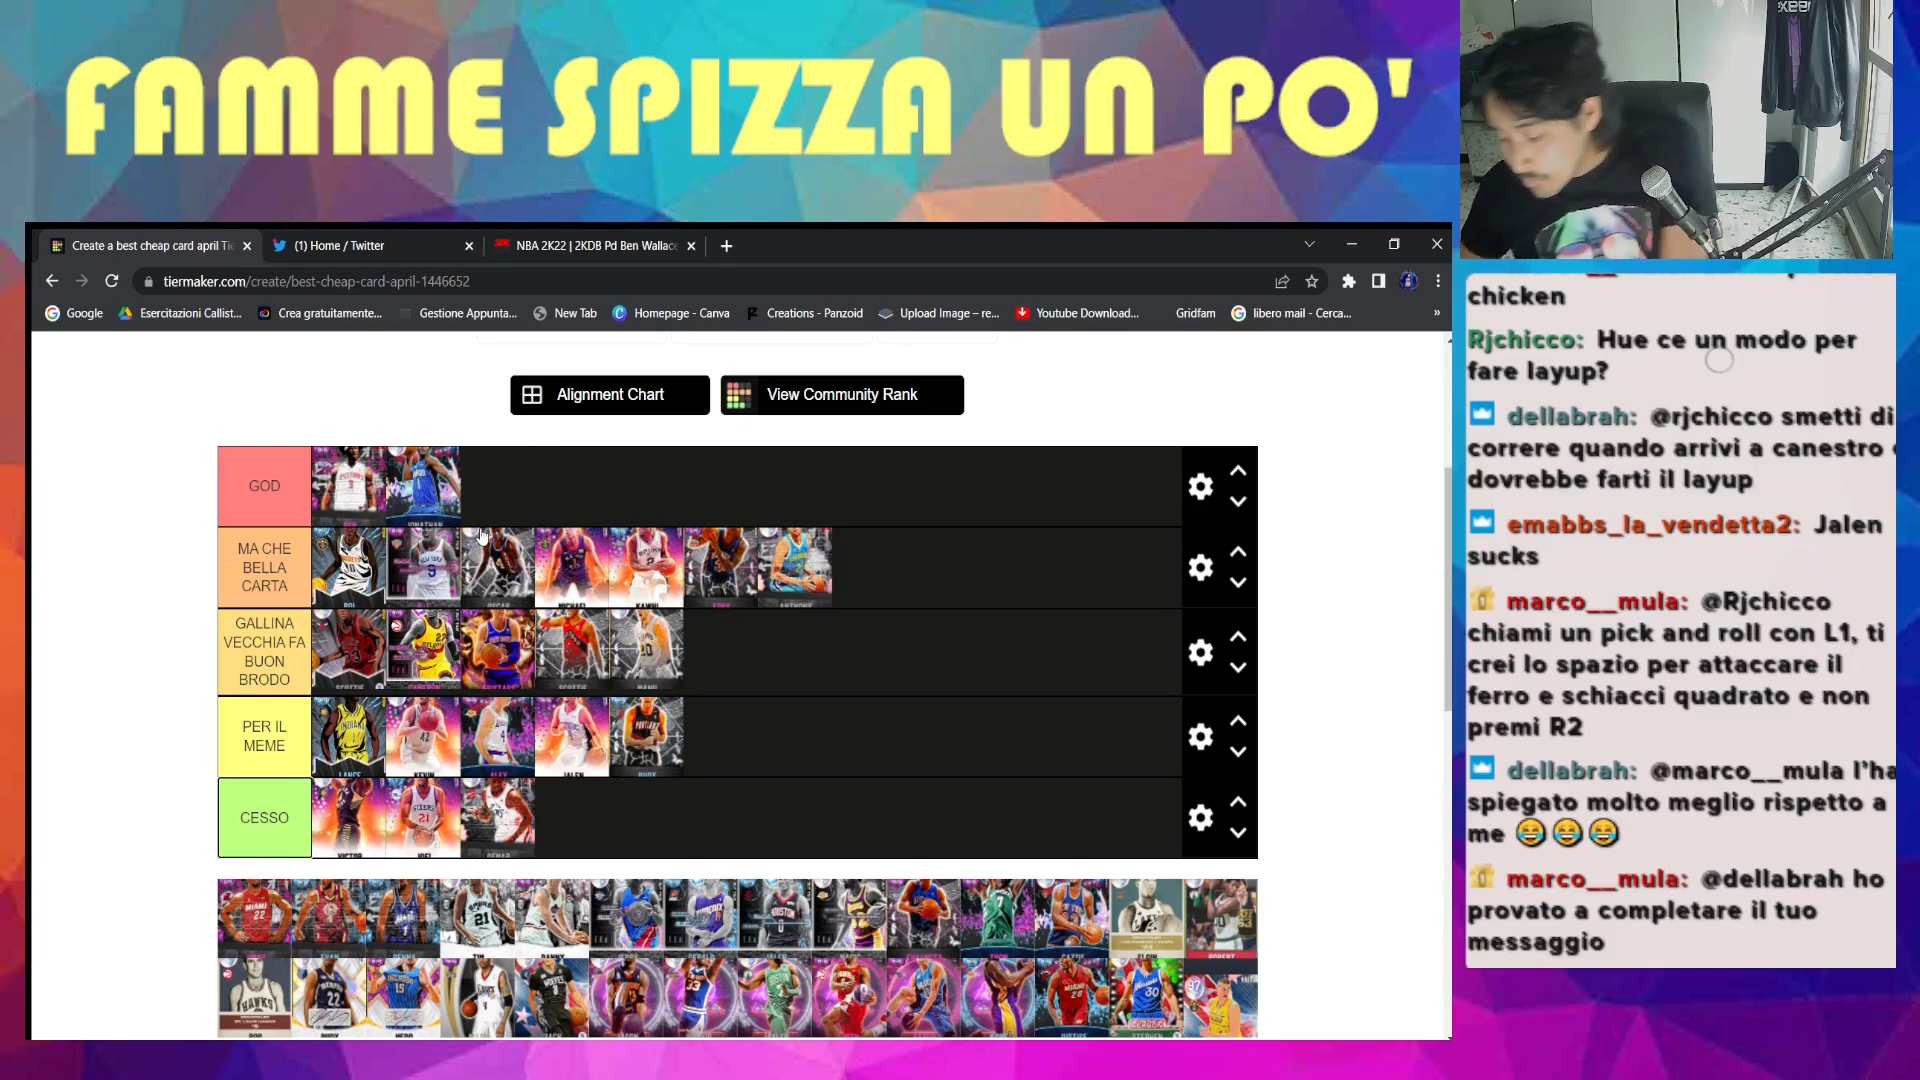 FAMME SPIZZA UN PO'
Create a best cheap card april Tie
(1) Home / Twitter
NBA 2K22 | 2KDB Pd Ben Wallace
tiermaker.com/create/best-cheap-card-april-1446652
Google
Esercitazioni Callist...
Crea gratuitamente...
Gestione Appunta...
New Tab
Homepage - Canva
Creations - Panzoid
Upload Image – re...
Youtube Download...
Gridfam
libero mail - Cerca...
»
Alignment Chart
View Community Rank
GOD
MA CHE
BELLA
CARTA
GALLINA
VECCHIA FA
BUON
BRODO
PER IL
MEME
CESSO
chicken
Rjchicco: Hue ce un modo per
fare layup?
dellabrah: @rjchicco smetti di
correre quando arrivi a canestro
dovrebbe farti il layup
emabbs_la_vendetta2: Jalen
sucks
marco__mula: @Rjchicco
chiami un pick and roll con L1, ti
crei lo spazio per attaccare il
ferro e schiacci quadrato e non
premi R2
dellabrah: @marco__mula l'ha
spiegato molto meglio rispetto a
me 😂😂😂
marco__mula: @dellabrah ho
provato a completare il tuo
messaggio